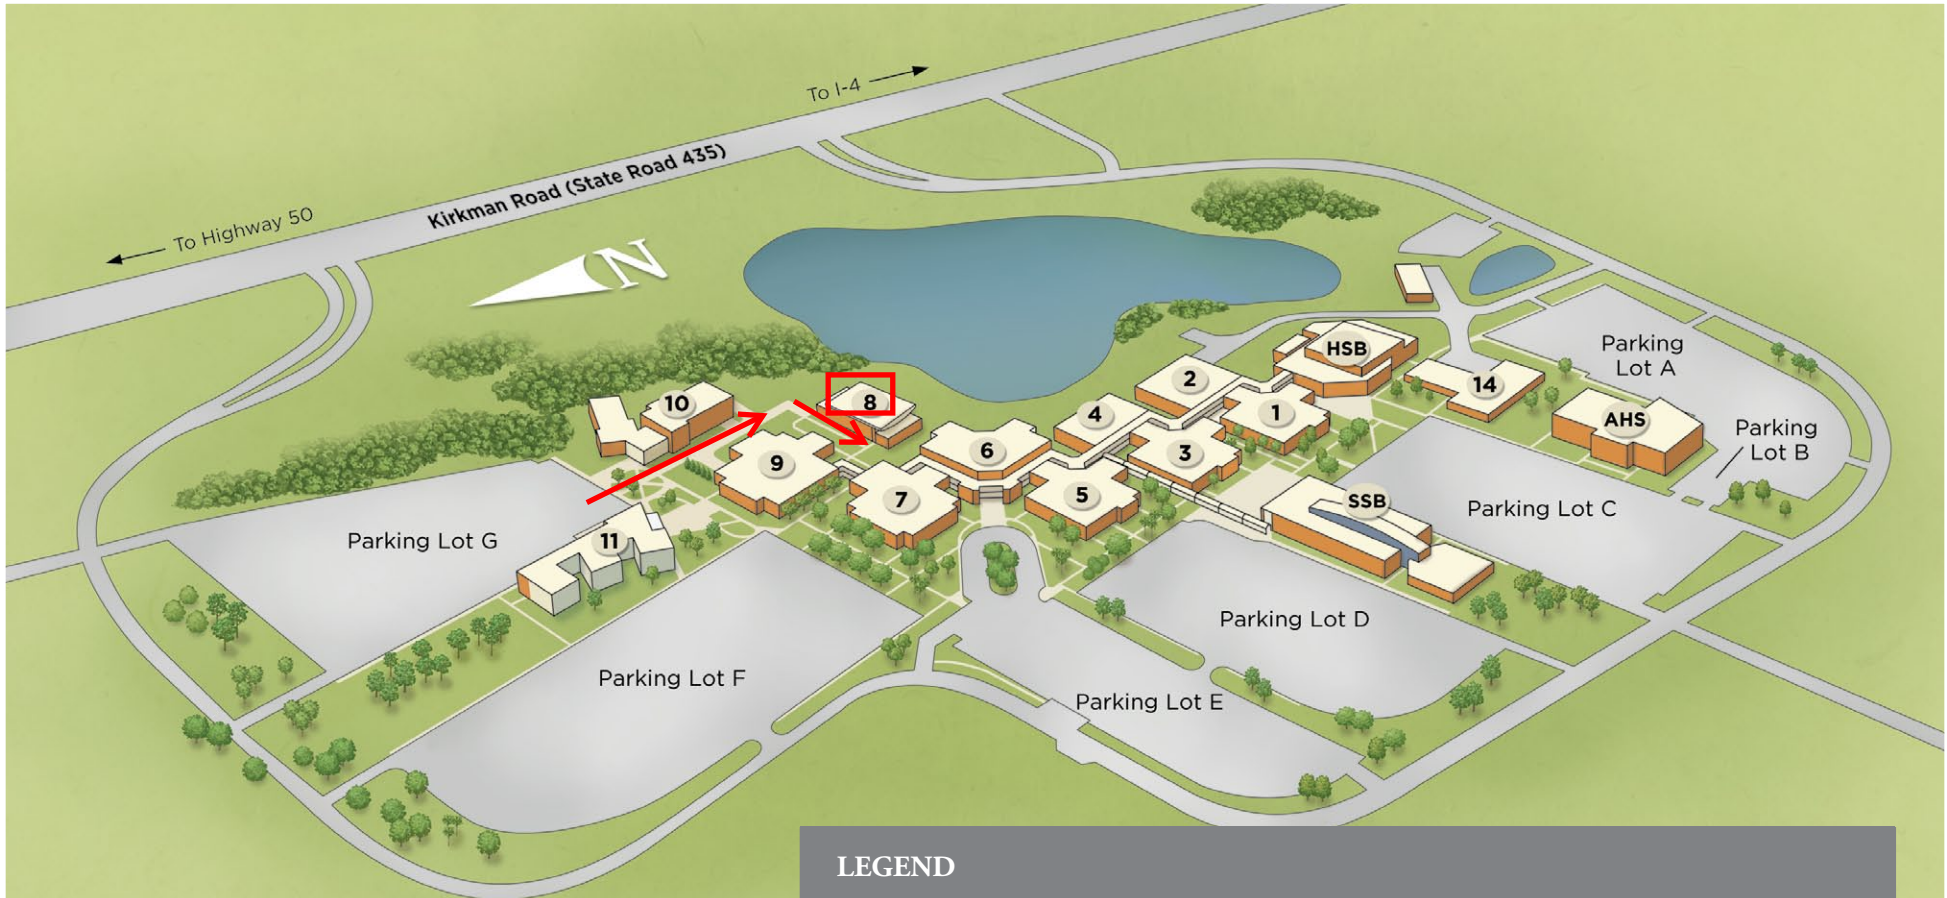 To I-4
Kirkman Road (State Road 435)
To Highway 50
N
HSB
Parking
Lot A
2
14
10
8
4
1
AHS
Parking
Lot B
6
3
9
5
7
SSB
Parking Lot C
Parking Lot G
11
Parking Lot D
Parking Lot F
Parking Lot E
LEGEND